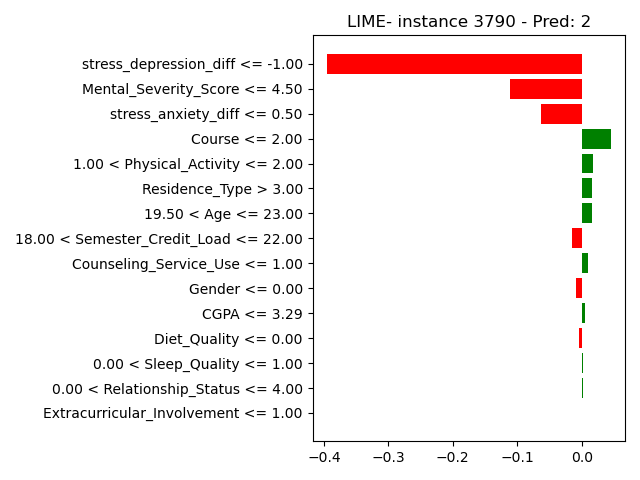 LIME- instance 3790 - Pred: 2
stress_depression_diff <= -1.00
Mental_Severity_Score <= 4.50
stress_anxiety_diff <= 0.50
Course <= 2.00
1.00 < Physical_Activity <= 2.00
Residence_Type > 3.00
19.50 < Age <= 23.00
18.00 < Semester_Credit_Load <= 22.00
Counseling_Service_Use <= 1.00
Gender <= 0.00
CGPA <= 3.29
Diet_Quality <= 0.00
0.00 < Sleep_Quality <= 1.00
0.00 < Relationship_Status <= 4.00
Extracurricular_Involvement <= 1.00
−0.4 −0.3 −0.2 −0.1 0.0